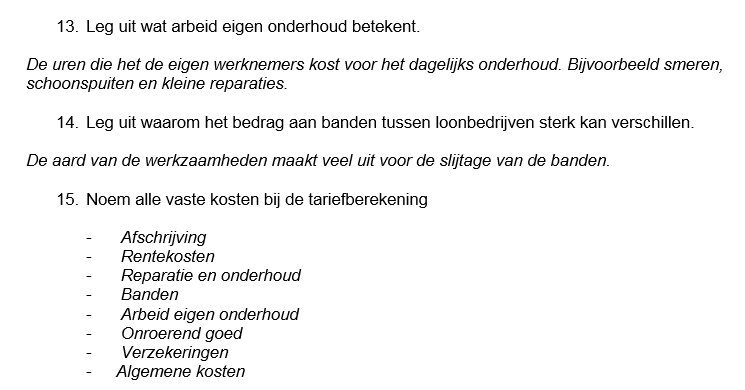 13. Leg uit wat arbeid eigen onderhoud betekent.
De uren die het de eigen werknemers kost voor het dagelijks onderhoud. Bijvoorbeeld smeren,
schoonspuiten en kleine reparaties.
14. Leg uit waarom het bedrag aan banden tussen loonbedrijven sterk kan verschillen.
De aard van de werkzaamheden maakt veel uit voor de slijtage van de banden.
15. Noem alle vaste kosten bij de tariefberekening
- Afschrijving
- Rentekosten
- Reparatie en onderhoud
- Banden
- Arbeid eigen onderhoud
- Onroerend goed
- Verzekeringen
- Algemene kosten